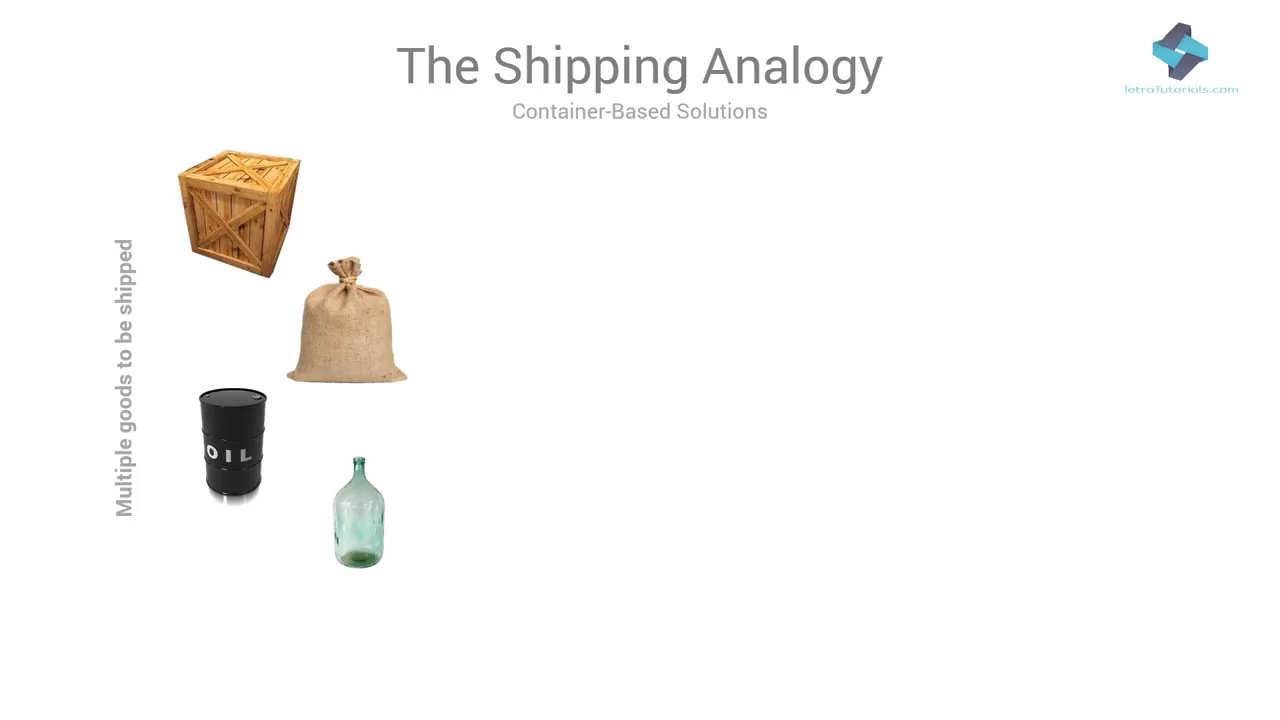 The Shipping Analogy
Container-Based Solutions
TetraTutorials.com
Multiple goods to be shipped
OIL